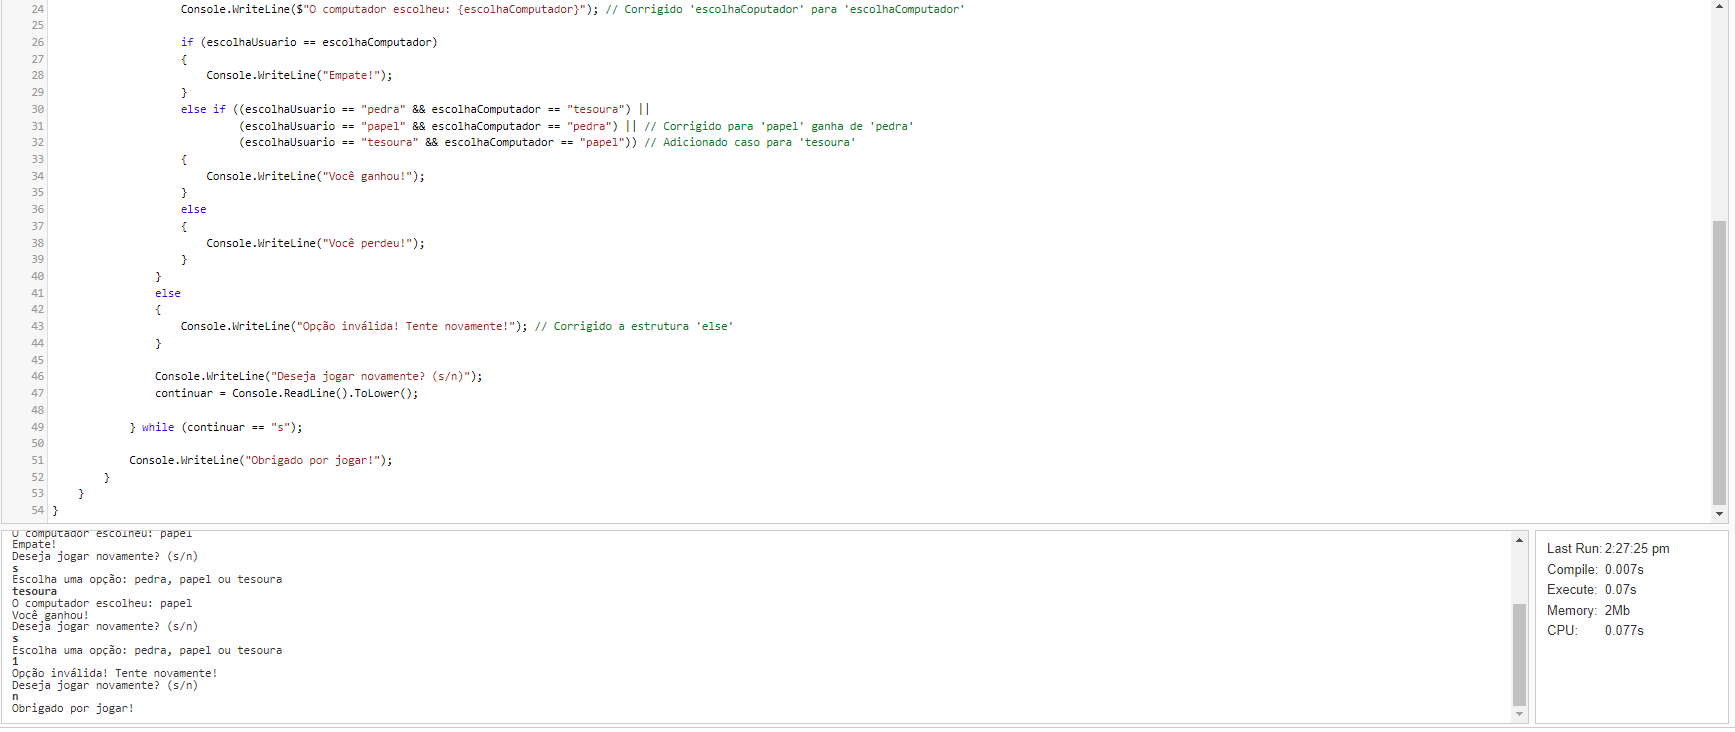 24 Console.WriteLine($"O computador escolheu: {escolhaComputador}"); // Corrigido 'escolhaCoputador' para 'escolhaComputador'
25
26 if (escolhaUsuario == escolhaComputador)
27 {
28 Console.WriteLine("Empate!");
29 }
30 else if ((escolhaUsuario == "pedra" && escolhaComputador == "tesoura") ||
31 (escolhaUsuario == "papel" && escolhaComputador == "pedra") || // Corrigido para 'papel' ganha de 'pedra'
32 (escolhaUsuario == "tesoura" && escolhaComputador == "papel")) // Adicionado caso para 'tesoura'
33 {
34 Console.WriteLine("Você ganhou!");
35 }
36 else
37 {
38 Console.WriteLine("Você perdeu!");
39 }
40 }
41 else
42 {
43 Console.WriteLine("Opção inválida! Tente novamente!"); // Corrigido a estrutura 'else'
44 }
45
46 Console.WriteLine("Deseja jogar novamente? (s/n)");
47 continuar = Console.ReadLine().ToLower();
48
49 } while (continuar == "s");
50
51 Console.WriteLine("Obrigado por jogar!");
52 }
53 }
54 }
O computador escolheu: papel
Empate!
Deseja jogar novamente? (s/n)
s
Escolha uma opção: pedra, papel ou tesoura
tesoura
O computador escolheu: papel
Você ganhou!
Deseja jogar novamente? (s/n)
s
Escolha uma opção: pedra, papel ou tesoura
1
Opção inválida! Tente novamente!
Deseja jogar novamente? (s/n)
n
Obrigado por jogar!
Last Run: 2:27:25 pm
Compile: 0.007s
Execute: 0.07s
Memory: 2Mb
CPU: 0.077s